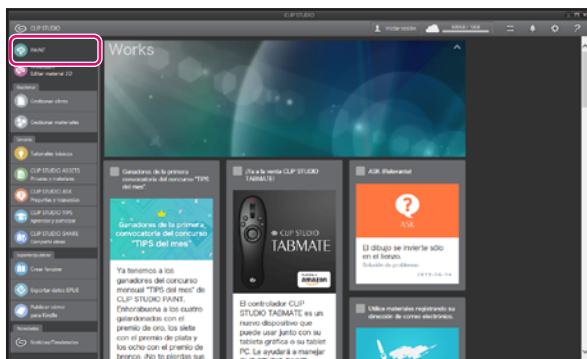 CLIP STUDIO
CLIP STUDIO
Iniciar sesión
PAINT
Editar material 3D
Gestionar obras
Gestionar materiales
Tutoriales básicos
CLIP STUDIO ASSETS
CLIP STUDIO ASK
Preguntas y respuestas
CLIP STUDIO TIPS
CLIP STUDIO SHARE
Compartir obras
Crear fanzine
Exportar datos EPUB
Publicar cómic
para Kindle
Noticias/Tendencias
Works
Ganadores de la primera
convocatoria del concurso "TIPS
del mes".
Ganadores de la primera
convocatoria del concurso
"TIPS del mes"
Ya tenemos a los
ganadores del concurso
mensual "TIPS del mes" de
CLIP STUDIO PAINT.
Enhorabuena a los cuatro
galardonados con el
premio de oro, los siete
con el premio de plata y
los ocho con el premio de
bronce. ¡No te pierdas sus
¡Ya a la venta CLIP STUDIO
TABMATE!
CLIP STUDIO
TABMATE
amazon
El controlador CLIP
STUDIO TABMATE es un
nuevo dispositivo que
puede usar junto con su
tableta gráfica o su tablet
PC. Le ayudará a manejar
ASK
El dibujo se invierte sólo
en el lienzo.
Solución de problemas
Utilice materiales registrando su
dirección de correo electrónico.